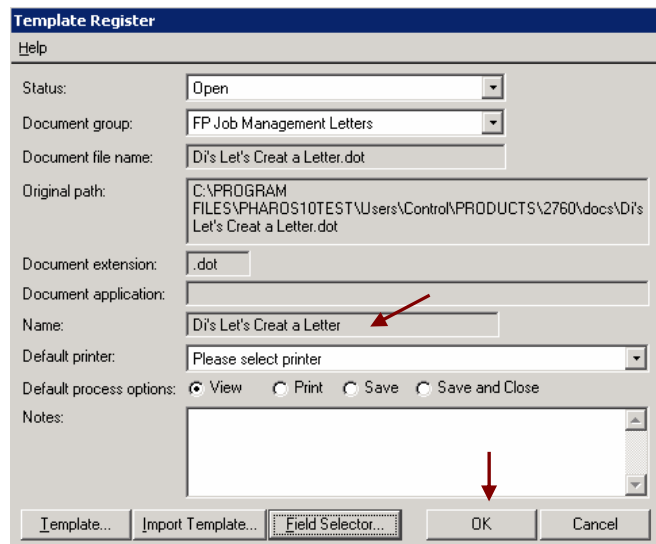 Template Register
Help
Status: Open
Document group: FP Job Management Letters
Document file name: Di's Let's Creat a Letter.dot
Original path: C:\PROGRAM
FILES\PHAROS10TEST\Users\Control\PRODUCTS\2760\docs\Di's
Let's Creat a Letter.dot
Document extension: .dot
Document application:
Name: Di's Let's Creat a Letter
Default printer: Please select printer
Default process options: View Print Save Save and Close
Notes:
Template... Import Template... Field Selector... OK Cancel